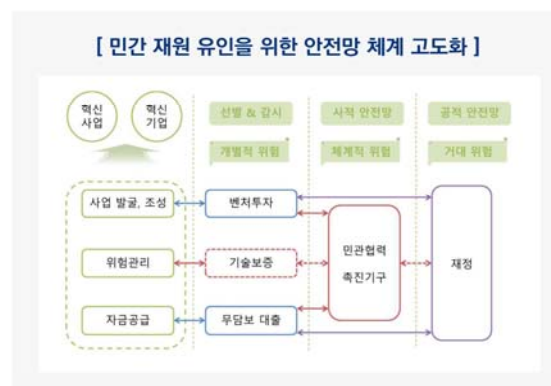 [ 민간 재원 유인을 위한 안전망 체계 고도화 ]
혁신
사업
혁신
기업
선별 & 감시
사적 안전망
공적 안전망
개별적 위험
체계적 위험
거대 위험
사업 발굴, 조성
벤처투자
위험관리
기술보증
민관협력
촉진기구
재정
자금공급
무담보 대출